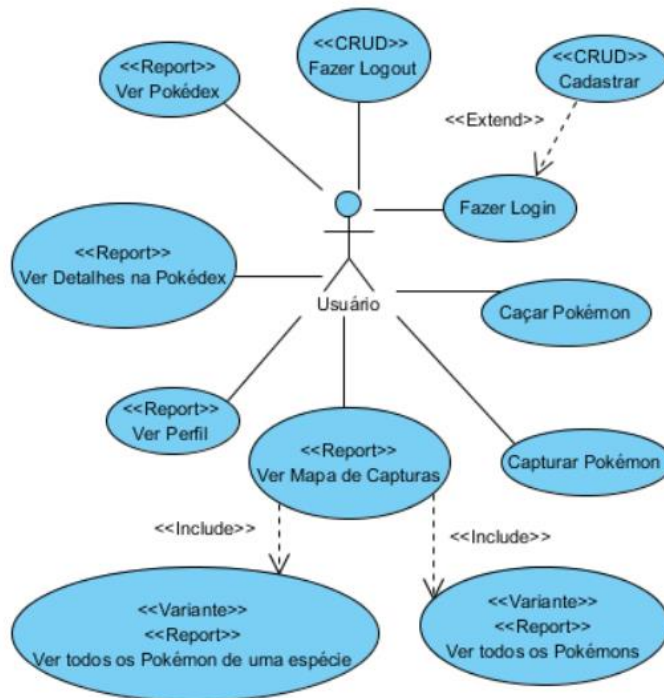 <<CRUD>>
Fazer Logout
<<CRUD>>
Cadastrar
<<Report>>
Ver Pokédex
<<Extend>>
Fazer Login
<<Report>>
Ver Detalhes na Pokédex
Usuário
Caçar Pokémon
<<Report>>
Ver Perfil
<<Report>>
Ver Mapa de Capturas
Capturar Pokémon
<<Include>>
<<Include>>
<<Variante>>
<<Report>>
Ver todos os Pokémon de uma espécie
<<Variante>>
<<Report>>
Ver todos os Pokémons